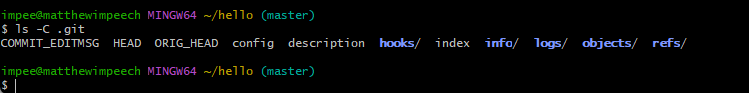 impee@matthewimpeech MINGW64 ~/hello (master)
$ ls -C .git
COMMIT_EDITMSG HEAD ORIG_HEAD config description hooks/ index info/ logs/ objects/ refs/
impee@matthewimpeech MINGW64 ~/hello (master)
$